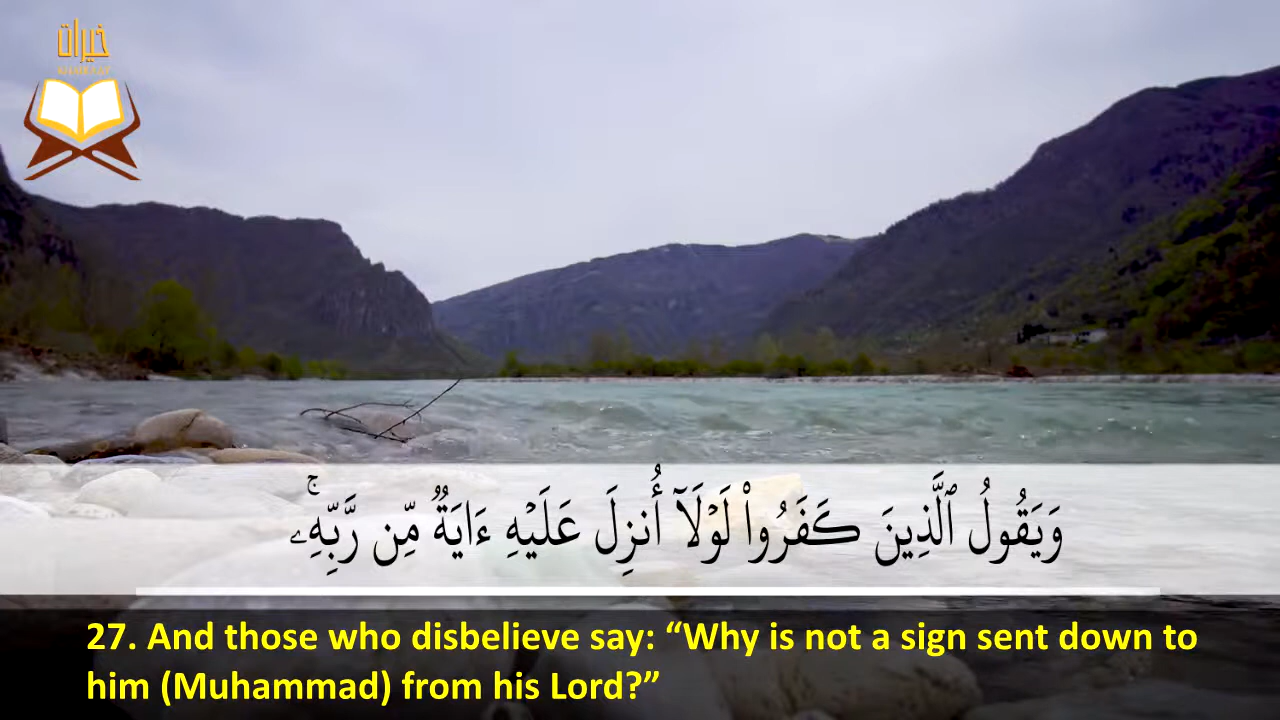 خيرات
وَيَقُولُ ٱلَّذِينَ كَفَرُوا۟ لَوْلَآ أُنزِلَ عَلَيْهِ ءَايَةٌ مِّن رَّبِّهِۦۚ
27. And those who disbelieve say: “Why is not a sign sent down to
him (Muhammad) from his Lord?”